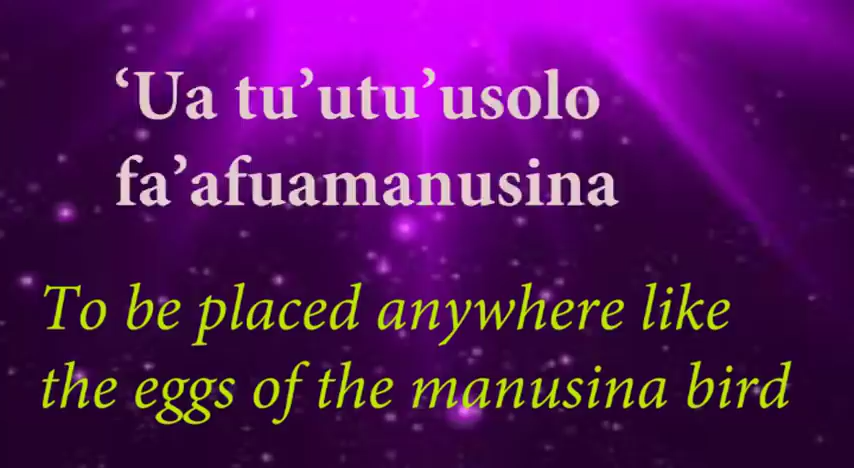 ‘Ua tu’utu’usolo
fa’afuamanusina
To be placed anywhere like
the eggs of the manusina bird